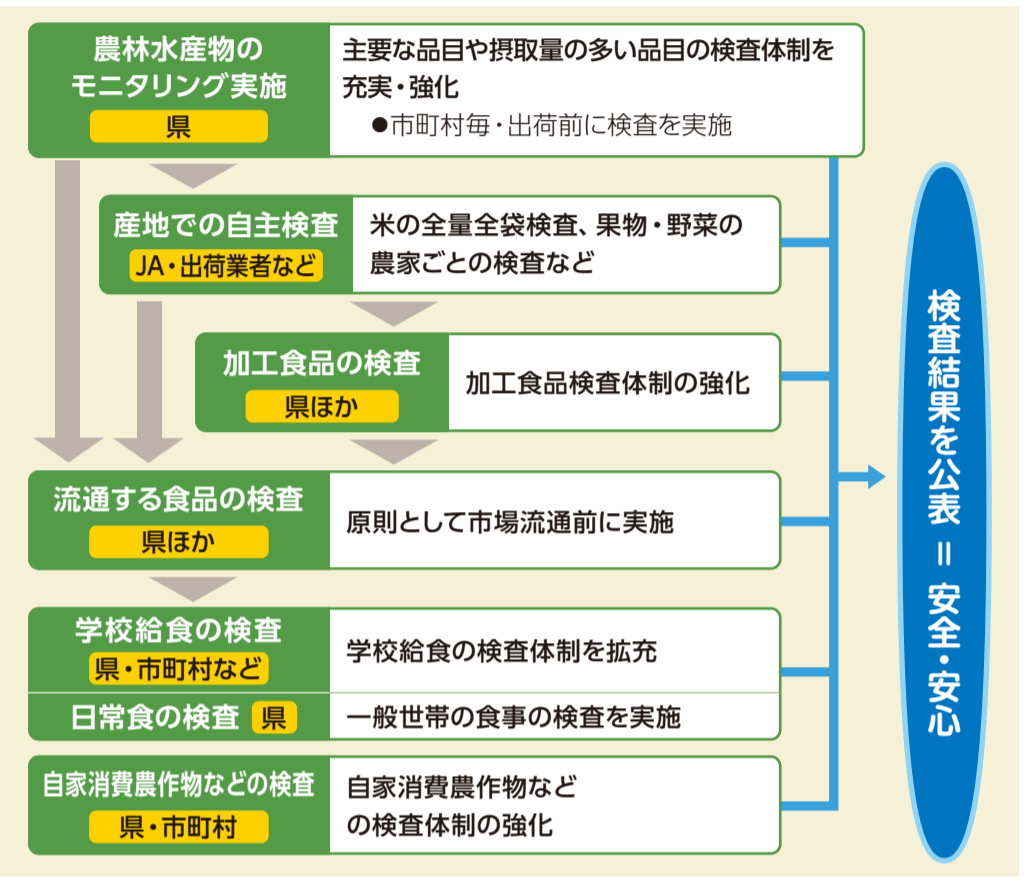 農林水産物の
モニタリング実施
県
主要な品目や摂取量の多い品目の検査体制を
充実・強化
●市町村毎・出荷前に検査を実施
産地での自主検査
JA・出荷業者など
米の全量全袋検査、果物・野菜の
農家ごとの検査など
加工食品の検査
県ほか
加工食品検査体制の強化
流通する食品の検査
県ほか
原則として市場流通前に実施
学校給食の検査
県・市町村など
学校給食の検査体制を拡充
日常食の検査 県
一般世帯の食事の検査を実施
自家消費農作物などの検査
県・市町村
自家消費農作物など
の検査体制の強化
検査結果を公表＝安全・安心